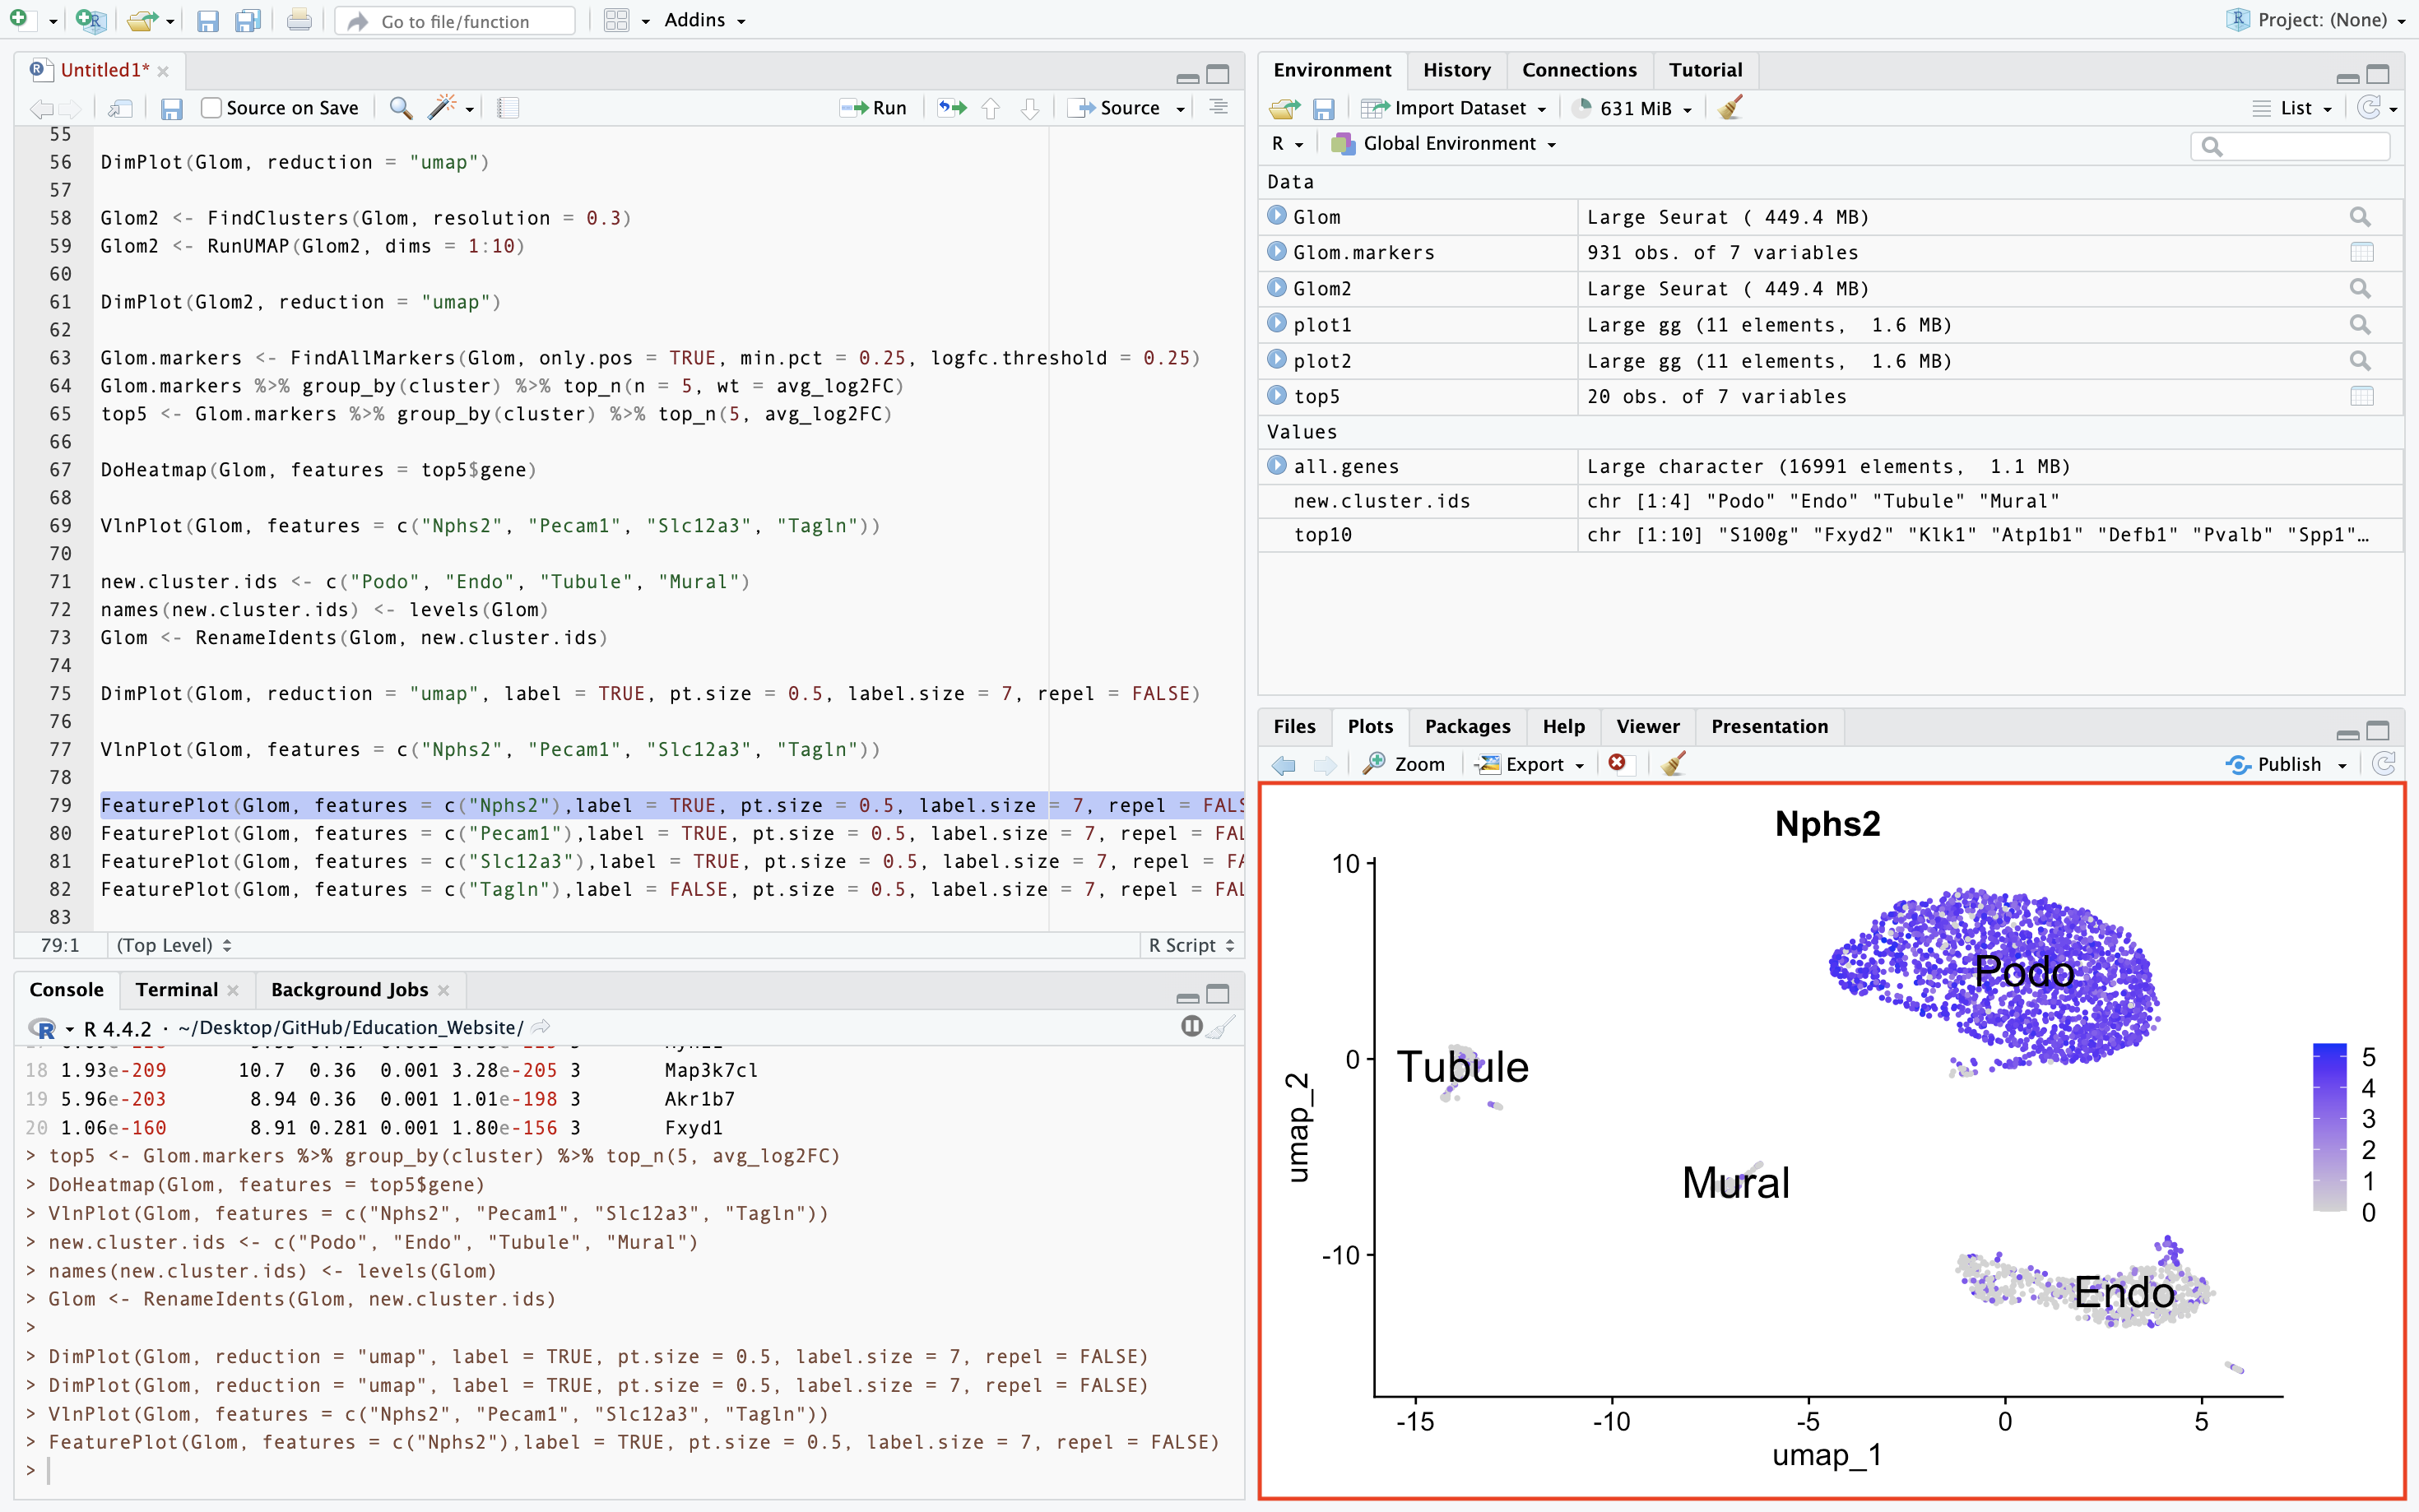 Go to file/function
Addins
Project: (None)
Untitled1*
Source on Save
Run
Source
55
56 DimPlot(Glom, reduction = "umap")
57
58 Glom2 <- FindClusters(Glom, resolution = 0.3)
59 Glom2 <- RunUMAP(Glom2, dims = 1:10)
60
61 DimPlot(Glom2, reduction = "umap")
62
63 Glom.markers <- FindAllMarkers(Glom, only.pos = TRUE, min.pct = 0.25, logfc.threshold = 0.25)
64 Glom.markers %>% group_by(cluster) %>% top_n(n = 5, wt = avg_log2FC)
65 top5 <- Glom.markers %>% group_by(cluster) %>% top_n(5, avg_log2FC)
66
67 DoHeatmap(Glom, features = top5$gene)
68
69 VlnPlot(Glom, features = c("Nphs2", "Pecam1", "Slc12a3", "Tagln"))
70
71 new.cluster.ids <- c("Podo", "Endo", "Tubule", "Mural")
72 names(new.cluster.ids) <- levels(Glom)
73 Glom <- RenameIdents(Glom, new.cluster.ids)
74
75 DimPlot(Glom, reduction = "umap", label = TRUE, pt.size = 0.5, label.size = 7, repel = FALSE)
76
77 VlnPlot(Glom, features = c("Nphs2", "Pecam1", "Slc12a3", "Tagln"))
78
79 FeaturePlot(Glom, features = c("Nphs2"),label = TRUE, pt.size = 0.5, label.size = 7, repel = FALS
80 FeaturePlot(Glom, features = c("Pecam1"),label = TRUE, pt.size = 0.5, label.size = 7, repel = FAL
81 FeaturePlot(Glom, features = c("Slc12a3"),label = TRUE, pt.size = 0.5, label.size = 7, repel = FA
82 FeaturePlot(Glom, features = c("Tagln"),label = FALSE, pt.size = 0.5, label.size = 7, repel = FAL
83
79:1 (Top Level) R Script
Console Terminal Background Jobs
R 4.4.2 · ~/Desktop/GitHub/Education_Website/
18 1.93e-209 10.7 0.36 0.001 3.28e-205 3 Map3k7cl
19 5.96e-203 8.94 0.36 0.001 1.01e-198 3 Akr1b7
20 1.06e-160 8.91 0.281 0.001 1.80e-156 3 Fxyd1
> top5 <- Glom.markers %>% group_by(cluster) %>% top_n(5, avg_log2FC)
> DoHeatmap(Glom, features = top5$gene)
> VlnPlot(Glom, features = c("Nphs2", "Pecam1", "Slc12a3", "Tagln"))
> new.cluster.ids <- c("Podo", "Endo", "Tubule", "Mural")
> names(new.cluster.ids) <- levels(Glom)
> Glom <- RenameIdents(Glom, new.cluster.ids)
>
> DimPlot(Glom, reduction = "umap", label = TRUE, pt.size = 0.5, label.size = 7, repel = FALSE)
> DimPlot(Glom, reduction = "umap", label = TRUE, pt.size = 0.5, label.size = 7, repel = FALSE)
> VlnPlot(Glom, features = c("Nphs2", "Pecam1", "Slc12a3", "Tagln"))
> FeaturePlot(Glom, features = c("Nphs2"),label = TRUE, pt.size = 0.5, label.size = 7, repel = FALSE)
>
Environment History Connections Tutorial
Import Dataset 631 MiB List
R Global Environment
Data
Glom Large Seurat ( 449.4 MB)
Glom.markers 931 obs. of 7 variables
Glom2 Large Seurat ( 449.4 MB)
plot1 Large gg (11 elements, 1.6 MB)
plot2 Large gg (11 elements, 1.6 MB)
top5 20 obs. of 7 variables
Values
all.genes Large character (16991 elements, 1.1 MB)
new.cluster.ids chr [1:4] "Podo" "Endo" "Tubule" "Mural"
top10 chr [1:10] "S100g" "Fxyd2" "Klk1" "Atp1b1" "Defb1" "Pvalb" "Spp1"…
Files Plots Packages Help Viewer Presentation
Zoom Export Publish
Nphs2
10
0
-10
umap_2
Podo
Tubule
Mural
Endo
5
4
3
2
1
0
-15 -10 -5 0 5
umap_1